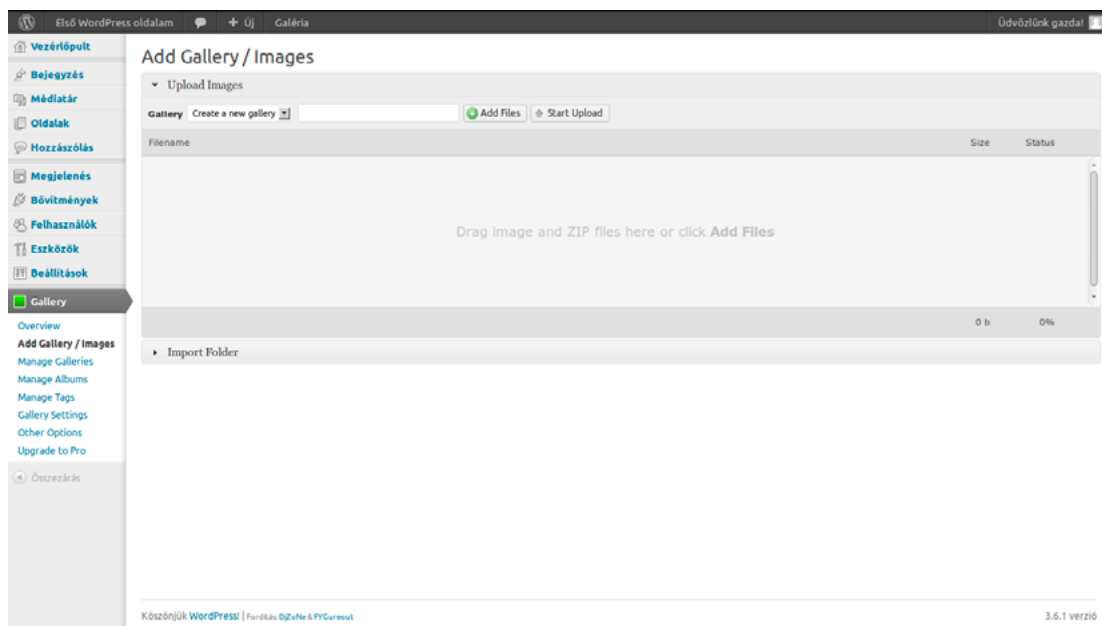 Első WordPress oldalam + Új Galéria Üdvözlünk gazda!
Vezérlőpult
Bejegyzés
Médiatár
Oldalak
Hozzászólás
Megjelenés
Bővítmények
Felhasználók
Eszközök
Beállítások
Gallery
Overview
Add Gallery / Images
Manage Galleries
Manage Albums
Manage Tags
Gallery Settings
Other Options
Upgrade to Pro
Összezárás
Add Gallery / Images
Upload Images
Gallery Create a new gallery Add Files Start Upload
Filename Size Status
Drag image and ZIP files here or click Add Files
0 b 0%
Import Folder
Köszönjük WordPress! | Fordítás: DjZoNe & FYGureout 3.6.1 verzió